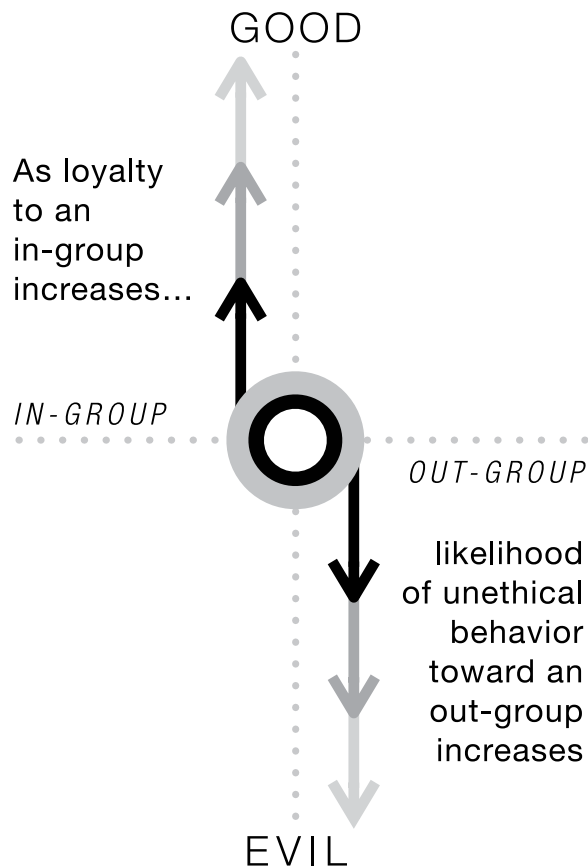 GOOD
As loyalty
to an
in-group
increases...
IN-GROUP
OUT-GROUP
likelihood
of unethical
behavior
toward an
out-group
increases
EVIL